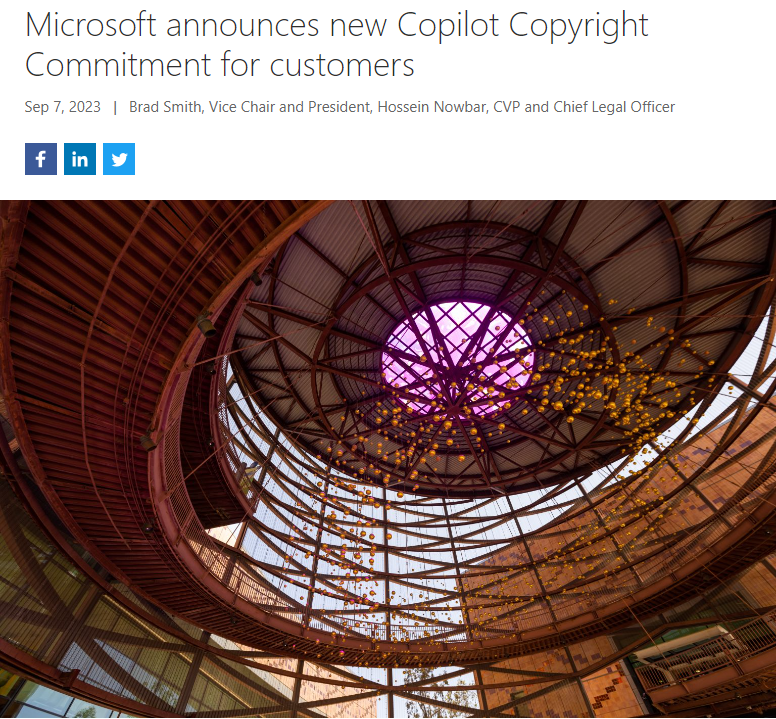 Microsoft announces new Copilot Copyright
Commitment for customers
Sep 7, 2023 | Brad Smith, Vice Chair and President, Hossein Nowbar, CVP and Chief Legal Officer
f
in